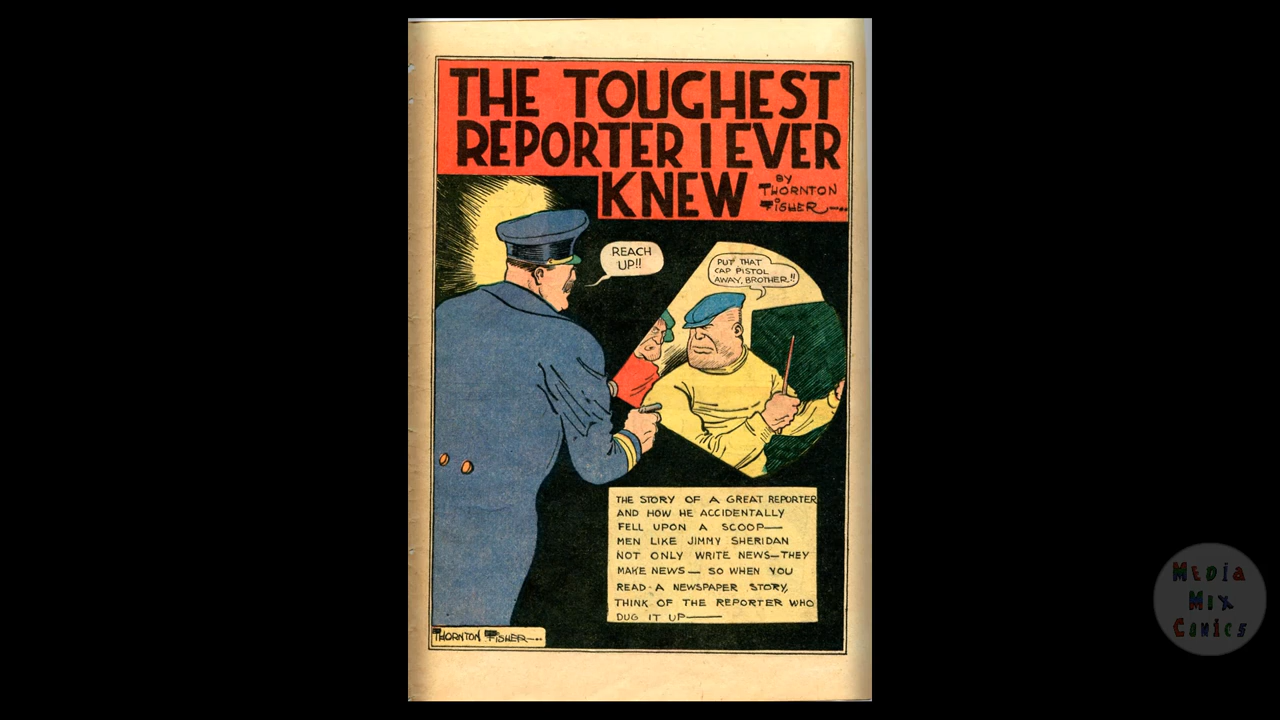 THE TOUGHEST
REPORTER I EVER
KNEW
BY
THORNTON
FISHER
REACH
UP!!
PUT THAT
CAP PISTOL
AWAY, BROTHER!!
THE STORY OF A GREAT REPORTER
AND HOW HE ACCIDENTALLY
FELL UPON A SCOOP—
MEN LIKE JIMMY SHERIDAN
NOT ONLY WRITE NEWS—THEY
MAKE NEWS— SO WHEN YOU
READ A NEWSPAPER STORY,
THINK OF THE REPORTER WHO
DUG IT UP—
THORNTON FISHER
MEDIA
MIX
COMICS